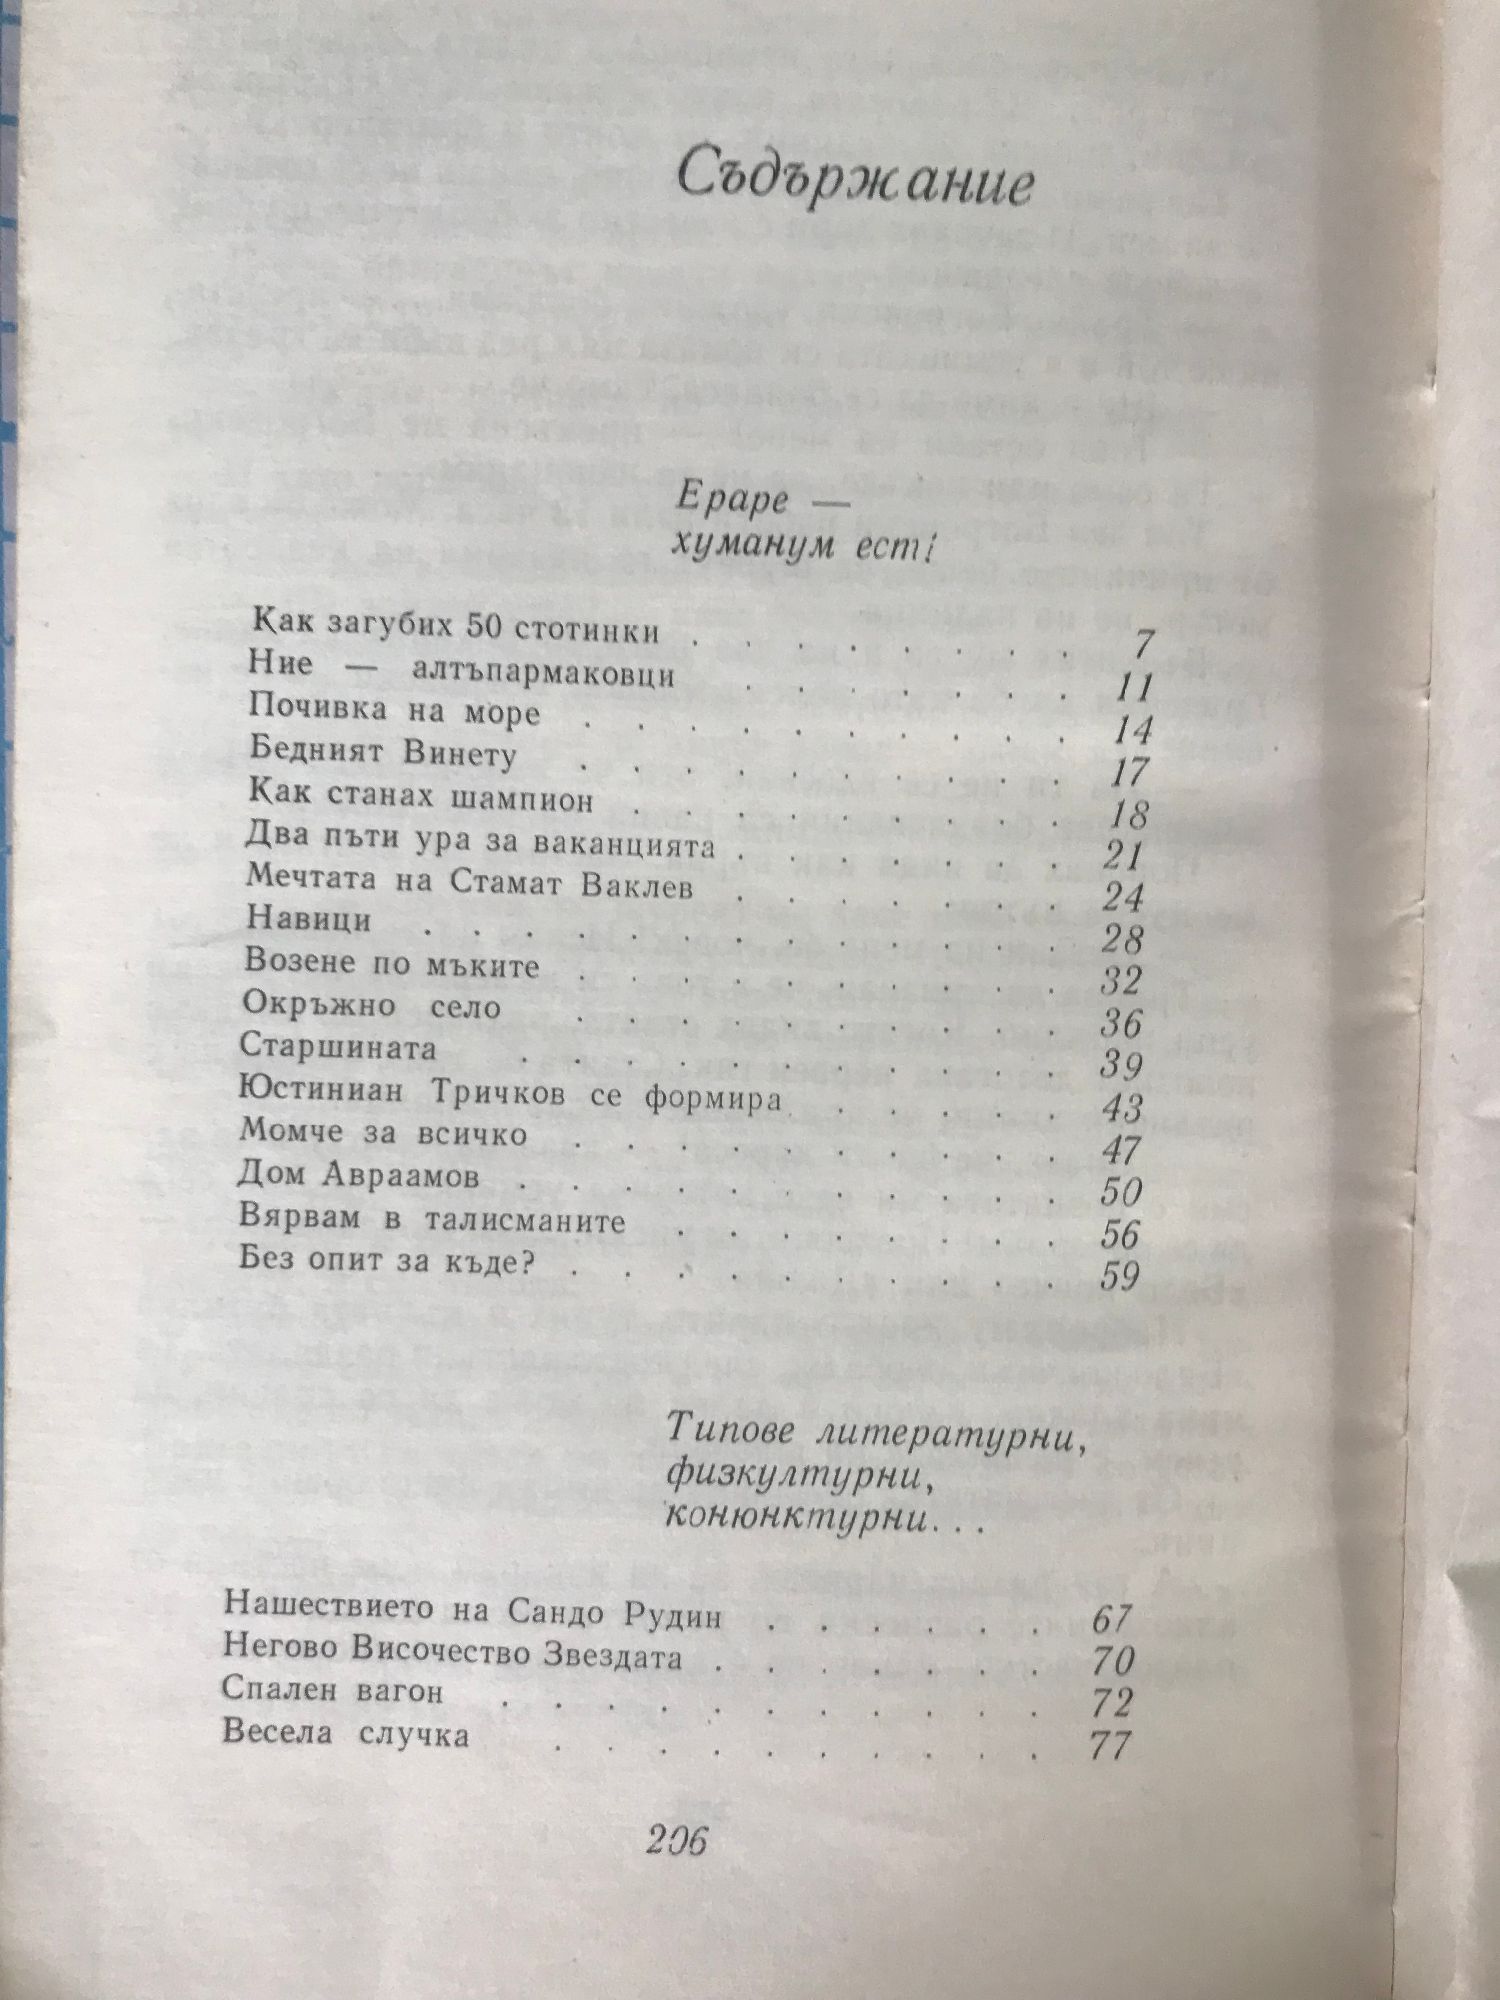 Съдържание
Ераре —
хуманум ест!
Как загубих 50 стотинки . . . . . . . . 7
Ние — алтъпармаковци . . . . . . . 11
Почивка на море . . . . . . . . . . 14
Бедният Винету . . . . . . . . . . 17
Как станах шампион . . . . . . . . . 18
Два пъти ура за ваканцията . . . . . . . 21
Мечтата на Стамат Ваклев . . . . . . . 24
Навици . . . . . . . . . . . . . 28
Возене по мъките . . . . . . . . . . 32
Окръжно село . . . . . . . . . . 36
Старшината . . . . . . . . . . . 39
Юстиниан Тричков се формира . . . . . 43
Момче за всичко . . . . . . . . . . 47
Дом Авраамов . . . . . . . . . . . 50
Вярвам в талисманите . . . . . . . . 56
Без опит за къде? . . . . . . . . . . 59
Типове литературни,
физкултурни,
конюнктурни...
Нашествието на Сандо Рудин . . . . . . 67
Негово Височество Звездата . . . . . . . 70
Спален вагон . . . . . . . . . . . 72
Весела случка . . . . . . . . . . 77
206